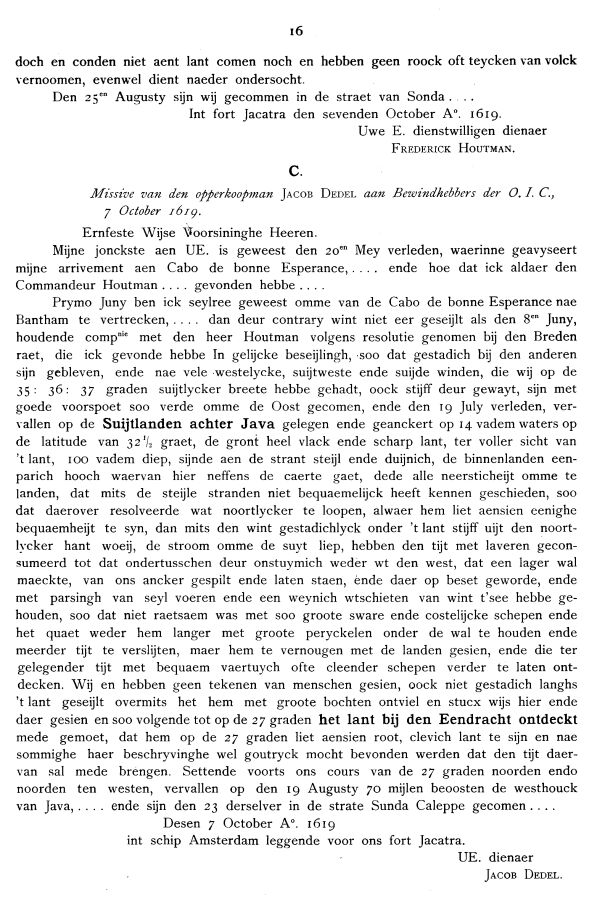 16
doch en conden niet aent lant comen noch en hebben geen roock oft teycken van volck
vernoomen, evenwel dient naeder ondersocht.
Den 25en Augusty sijn wij gecommen in de straet van Sonda . . . .
Int fort Jacatra den sevenden October Ao. 1619.
Uwe E. dienstwilligen dienaer
FREDERICK HOUTMAN.
C.
Missive van den opperkoopman JACOB DEDEL aan Bewindhebbers der O. I. C.,
7 October 1619.
Ernfeste Wijse Voorsininghe Heeren.
Mijne jonckste aen UE. is geweest den 20en Mey verleden, waerinne geavyseert
mijne arrivement aen Cabo de bonne Esperance, . . . . ende hoe dat ick aldaer den
Commandeur Houtman . . . . gevonden hebbe . . . .
Prymo Juny ben ick seylree geweest omme van de Cabo de bonne Esperance nae
Bantham te vertrecken, . . . . dan deur contrary wint niet eer geseijlt als den 8en Juny,
houdende compnie met den heer Houtman volgens resolutie genomen bij den Breden
raet, die ick gevonde hebbe In gelijcke beseijlingh, soo dat gestadich bij den anderen
sijn gebleven, ende nae vele westelycke, suijtweste ende suijde winden, die wij op de
35: 36: 37 graden suijtlycker breete hebbe gehadt, oock stijff deur gewayt, sijn met
goede voorspoet soo verde omme de Oost gecomen, ende den 19 July verleden, ver-
vallen op de Suijtlanden achter Java gelegen ende geanckert op 14 vadem waters op
de latitude van 32 1/2 graet, de gront heel vlack ende scharp lant, ter voller sicht van
't lant, 100 vadem diep, sijnde aen de strant steijl ende duijnich, de binnenlanden een-
parich hooch waervan hier neffens de caerte gaet, dede alle neersticheijt omme te
landen, dat mits de steijle stranden niet bequaemelijck heeft kennen geschieden, soo
dat daerover resolveerde wat noortlycker te loopen, alwaer hem liet aensien eenighe
bequaemheijt te syn, dan mits den wint gestadichlyck onder 't lant stijff uijt den noort-
lycker hant woeij, de stroom omme de suyt liep, hebben den tijt met laveren gecon-
sumeerd tot dat ondertusschen deur onstuymich weder wt den west, dat een lager wal
maeckte, van ons ancker gespilt ende laten staen, ende daer op beset geworde, ende
met parsingh van seyl voeren ende een weynich wtschieten van wint t'see hebbe ge-
houden, soo dat niet raetsaem was met soo groote sware ende costelijcke schepen ende
het quaet weder hem langer met groote peryckelen onder de wal te houden ende
meerder tijt te verslijten, maer hem te vernougen met de landen gesien, ende die ter
gelegender tijt met bequaem vaertuych ofte cleender schepen verder te laten ont-
decken. Wij en hebben geen tekenen van menschen gesien, oock niet gestadich langhs
't lant geseijlt overmits het hem met groote bochten ontviel en stucx wijs hier ende
daer gesien en soo volgende tot op de 27 graden het lant bij den Eendracht ontdeckt
mede gemoet, dat hem op de 27 graden liet aensien root, clevich lant te sijn en nae
sommighe haer beschryvinghe wel goutryck mocht bevonden werden dat den tijt daer-
van sal mede brengen. Settende voorts ons cours van de 27 graden noorden endo
noorden ten westen, vervallen op den 19 Augusty 70 mijlen beoosten de westhouck
van Java, . . . . ende sijn den 23 derselver in de strate Sunda Caleppe gecomen . . . .
Desen 7 October Ao. 1619
int schip Amsterdam leggende voor ons fort Jacatra.
UE. dienaer
JACOB DEDEL.